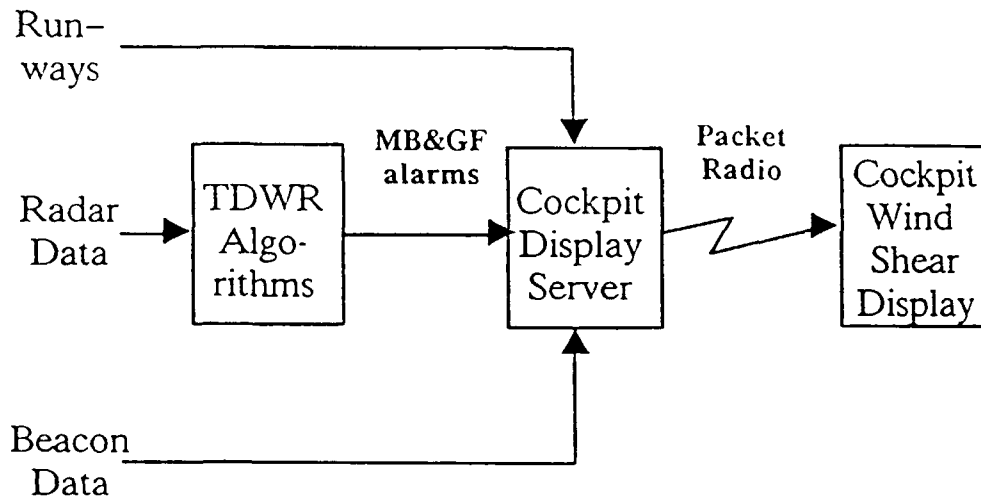 Run–
ways
MB&GF
alarms
Packet
Radio
Radar
Data
TDWR
Algo-
rithms
Cockpit
Display
Server
Cockpit
Wind
Shear
Display
Beacon
Data